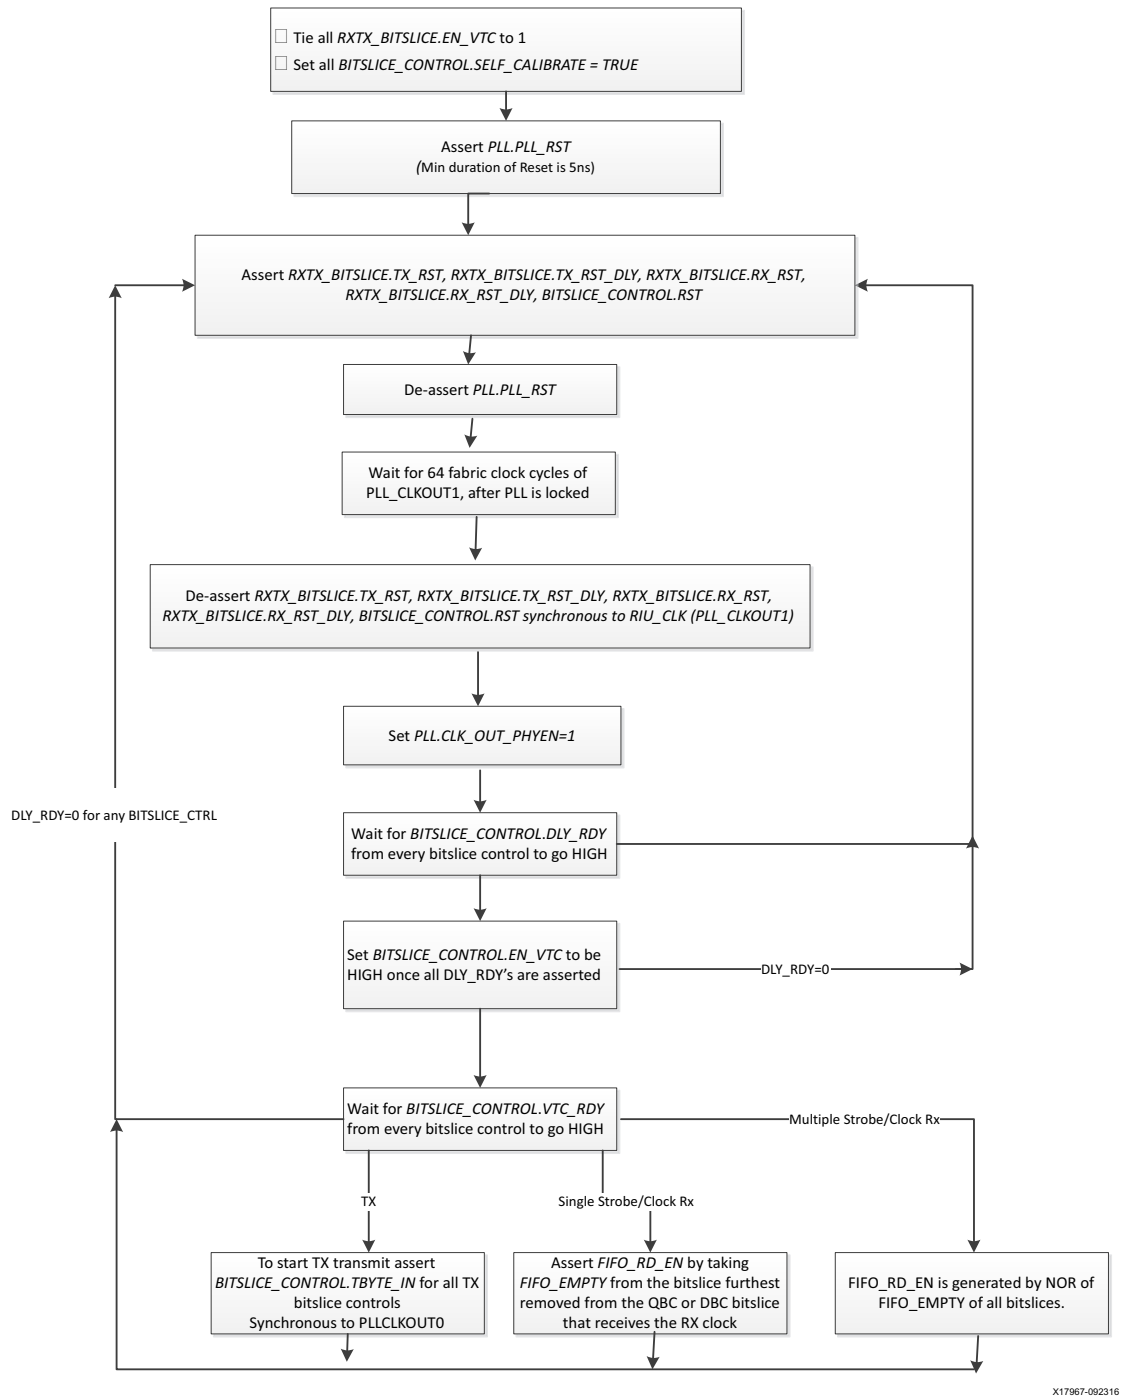 Tie all RXTX_BITSLICE.EN_VTC to 1
Set all BITSLICE_CONTROL.SELF_CALIBRATE = TRUE
Assert PLL.PLL_RST
(Min duration of Reset is 5ns)
Assert RXTX_BITSLICE.TX_RST, RXTX_BITSLICE.TX_RST_DLY, RXTX_BITSLICE.RX_RST,
RXTX_BITSLICE.RX_RST_DLY, BITSLICE_CONTROL.RST
De-assert PLL.PLL_RST
Wait for 64 fabric clock cycles of
PLL_CLKOUT1, after PLL is locked
De-assert RXTX_BITSLICE.TX_RST, RXTX_BITSLICE.TX_RST_DLY, RXTX_BITSLICE.RX_RST,
RXTX_BITSLICE.RX_RST_DLY, BITSLICE_CONTROL.RST synchronous to RIU_CLK (PLL_CLKOUT1)
Set PLL.CLK_OUT_PHYEN=1
DLY_RDY=0 for any BITSLICE_CTRL
Wait for BITSLICE_CONTROL.DLY_RDY
from every bitslice control to go HIGH
Set BITSLICE_CONTROL.EN_VTC to be
HIGH once all DLY_RDY's are asserted
DLY_RDY=0
Wait for BITSLICE_CONTROL.VTC_RDY
from every bitslice control to go HIGH
Multiple Strobe/Clock Rx
TX
Single Strobe/Clock Rx
To start TX transmit assert
BITSLICE_CONTROL.TBYTE_IN for all TX
bitslice controls
Synchronous to PLLCLKOUT0
Assert FIFO_RD_EN by taking
FIFO_EMPTY from the bitslice furthest
removed from the QBC or DBC bitslice
that receives the RX clock
FIFO_RD_EN is generated by NOR of
FIFO_EMPTY of all bitslices.
X17967-092316